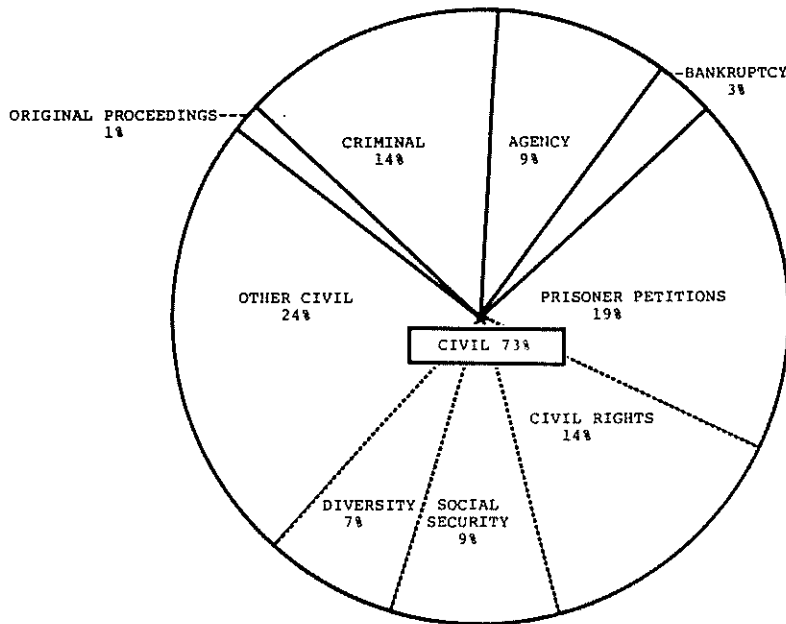 BANKRUPTCY
3%
ORIGINAL PROCEEDINGS
1%
CRIMINAL
14%
AGENCY
9%
OTHER CIVIL
24%
PRISONER PETITIONS
19%
CIVIL 73%
CIVIL RIGHTS
14%
DIVERSITY
7%
SOCIAL
SECURITY
9%